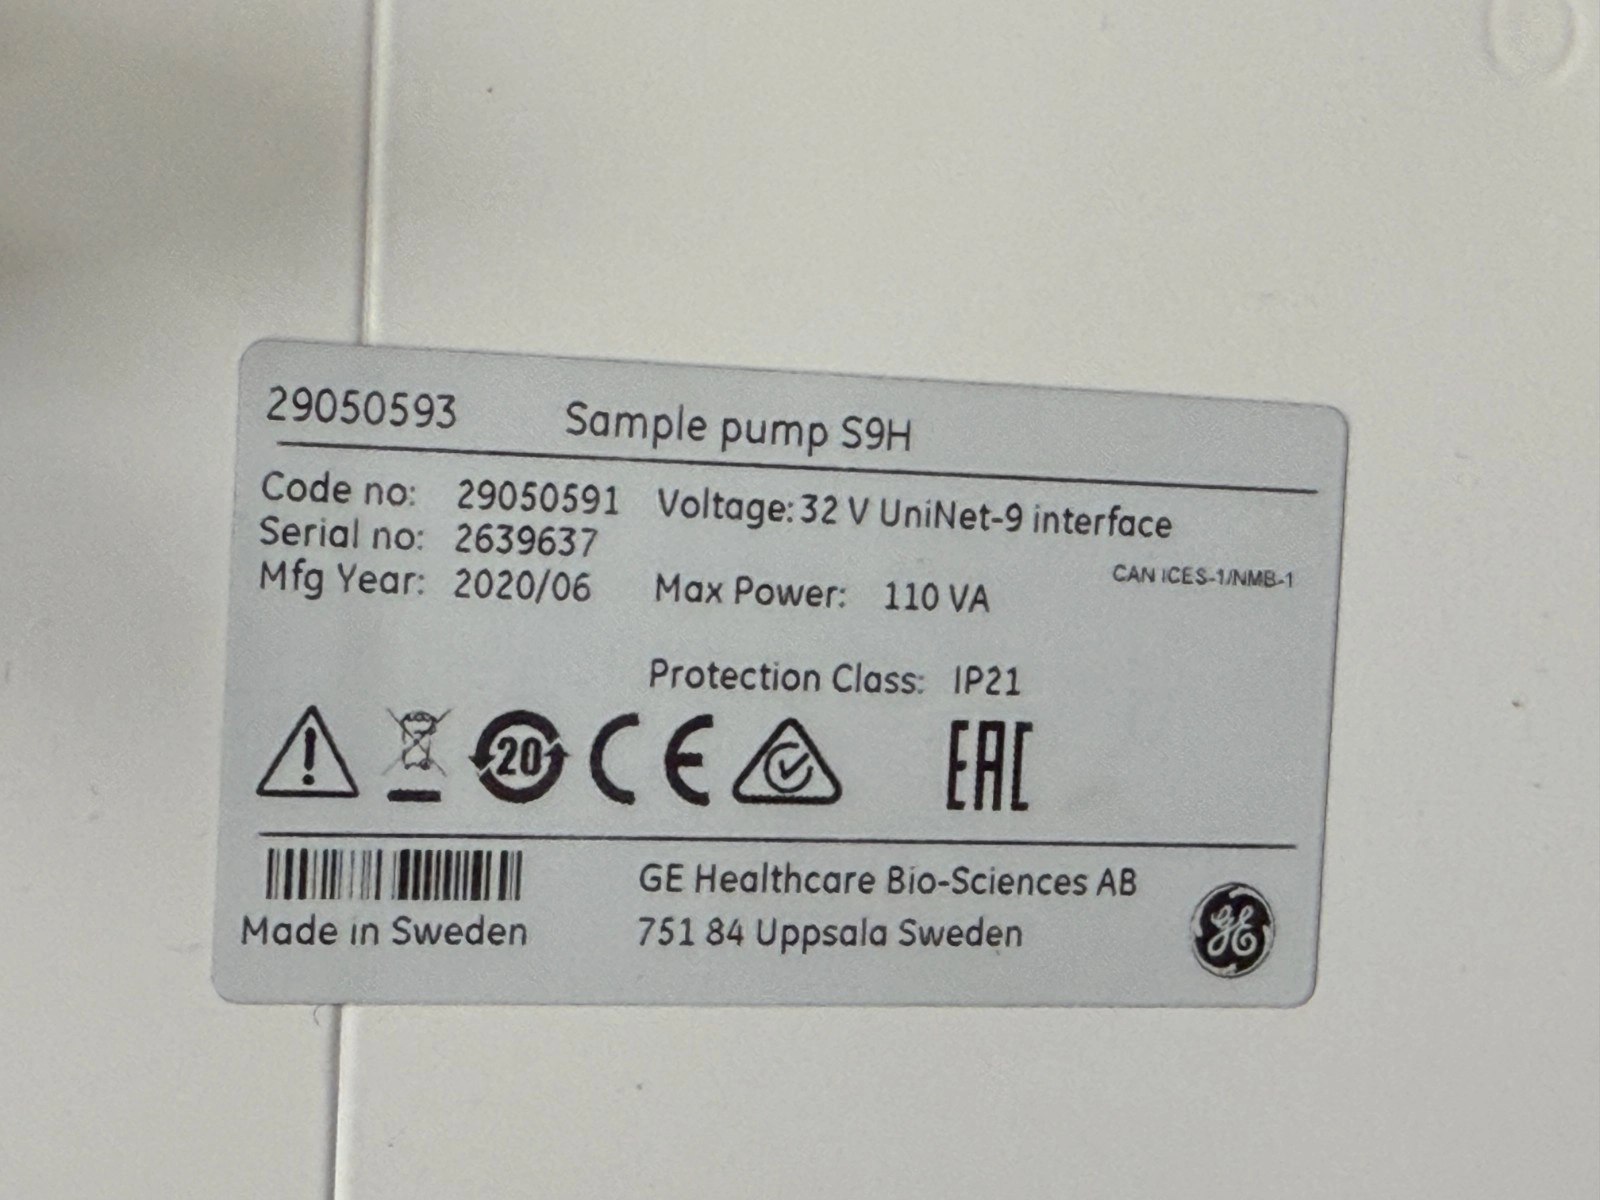 29050593 Sample pump S9H
Code no: 29050591 Voltage: 32 V UniNet-9 interface
Serial no: 2639637
Mfg Year: 2020/06 Max Power: 110 VA CAN ICES-1/NMB-1
Protection Class: IP21
20 CE EAC
GE Healthcare Bio-Sciences AB
Made in Sweden 751 84 Uppsala Sweden
GE